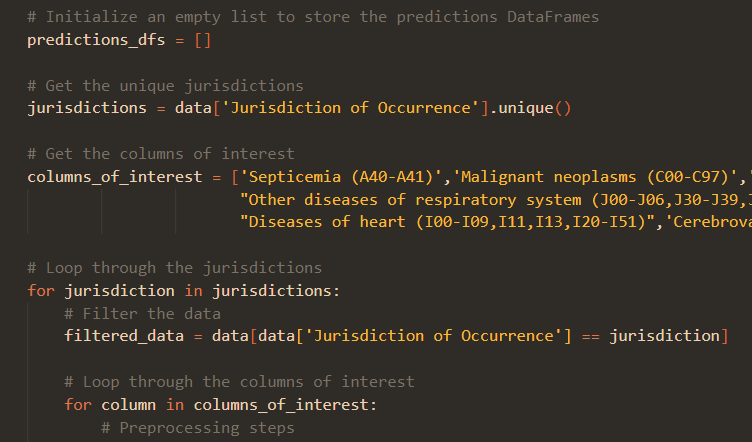 # Initialize an empty list to store the predictions DataFrames
predictions_dfs = []
# Get the unique jurisdictions
jurisdictions = data['Jurisdiction of Occurrence'].unique()
# Get the columns of interest
columns_of_interest = ['Septicemia (A40-A41)','Malignant neoplasms (C00-C97)','
"Other diseases of respiratory system (J00-J06,J30-J39,J
"Diseases of heart (I00-I09,I11,I13,I20-I51)",'Cerebrova
# Loop through the jurisdictions
for jurisdiction in jurisdictions:
# Filter the data
filtered_data = data[data['Jurisdiction of Occurrence'] == jurisdiction]
# Loop through the columns of interest
for column in columns_of_interest:
# Preprocessing steps